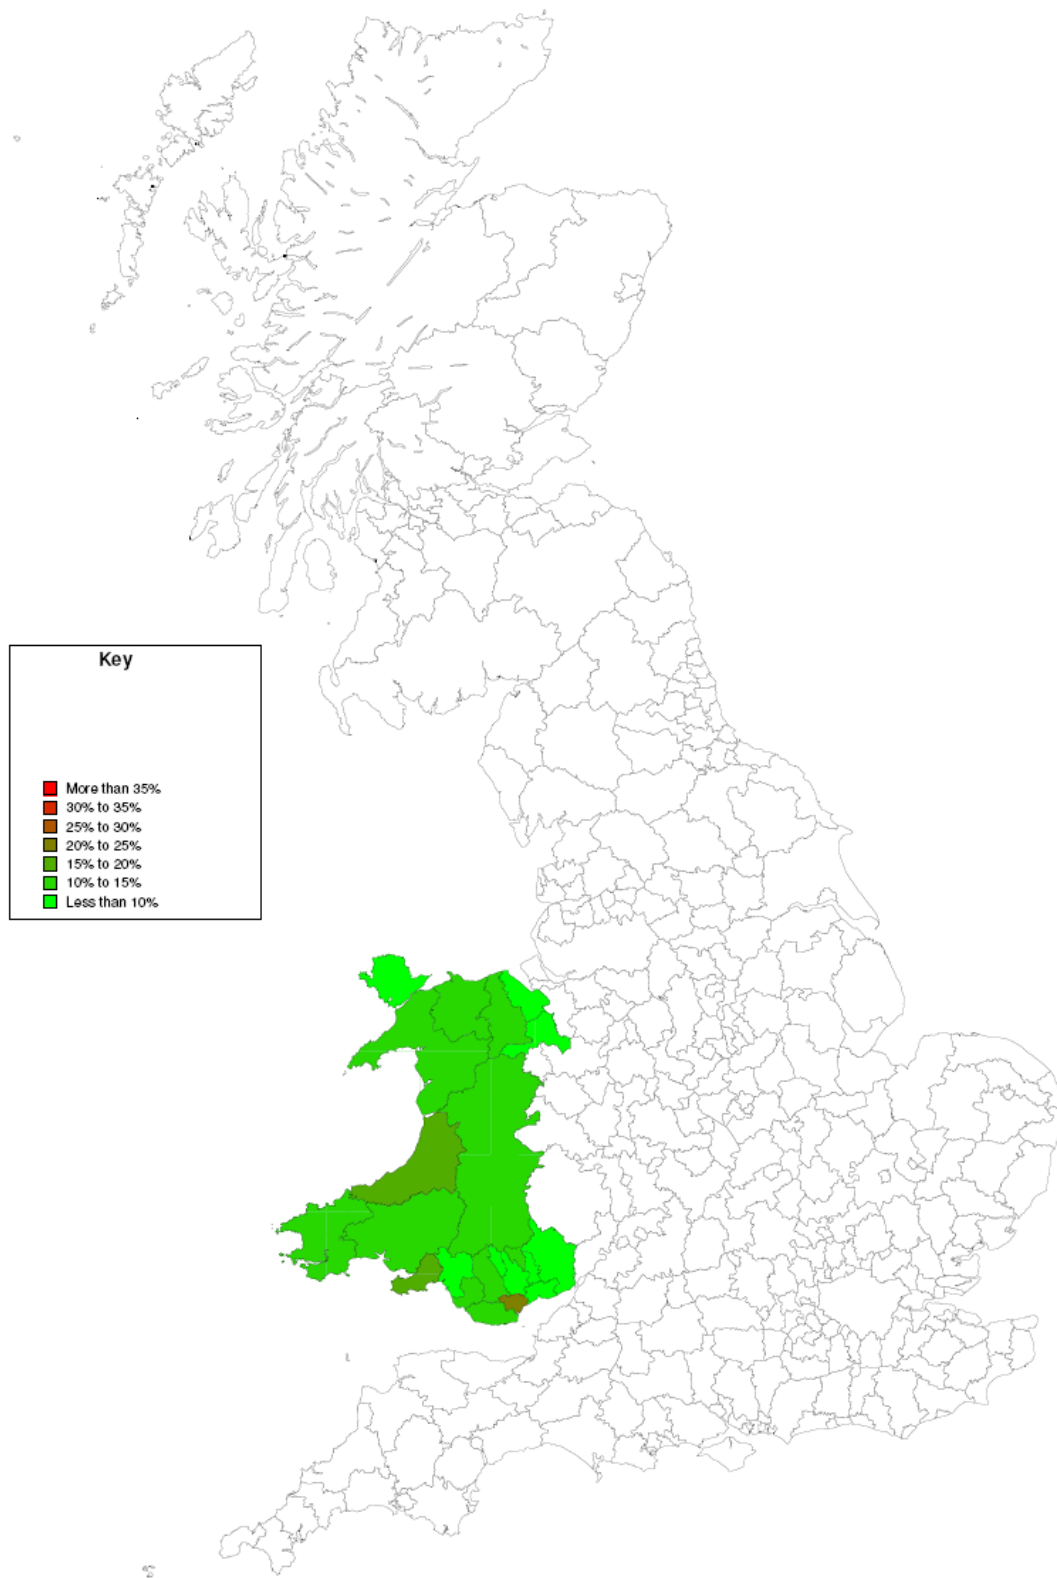 Key
More than 35%
30% to 35%
25% to 30%
20% to 25%
15% to 20%
10% to 15%
Less than 10%